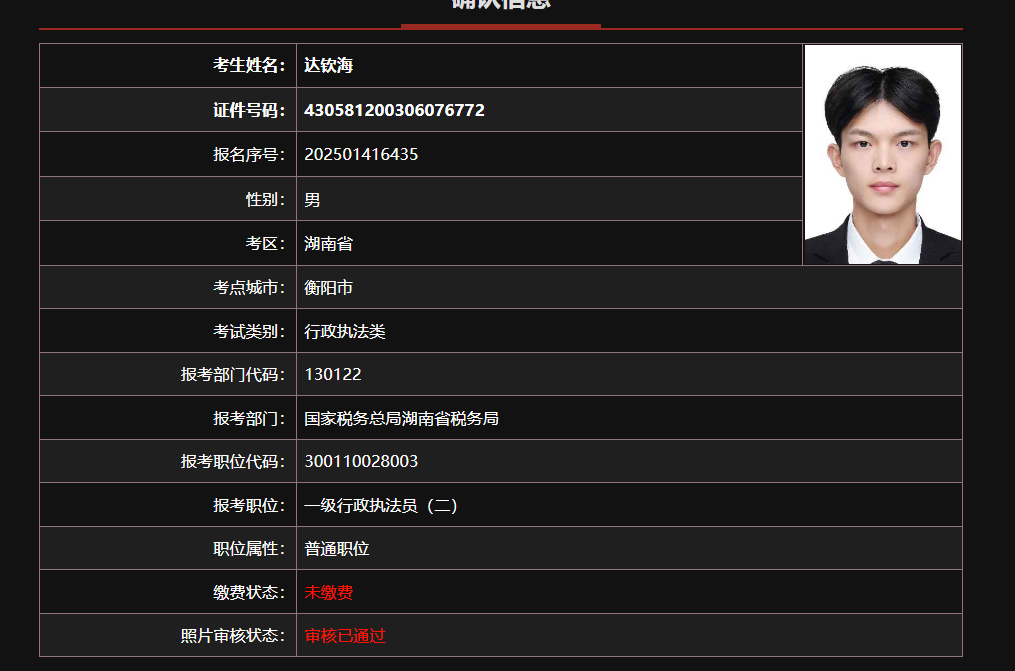 确认信息
考生姓名： 达钦海
证件号码： 430581200306076772
报名序号： 202501416435
性别： 男
考区： 湖南省
考点城市： 衡阳市
考试类别： 行政执法类
报考部门代码： 130122
报考部门： 国家税务总局湖南省税务局
报考职位代码： 300110028003
报考职位： 一级行政执法员（二）
职位属性： 普通职位
缴费状态： 未缴费
照片审核状态： 审核已通过